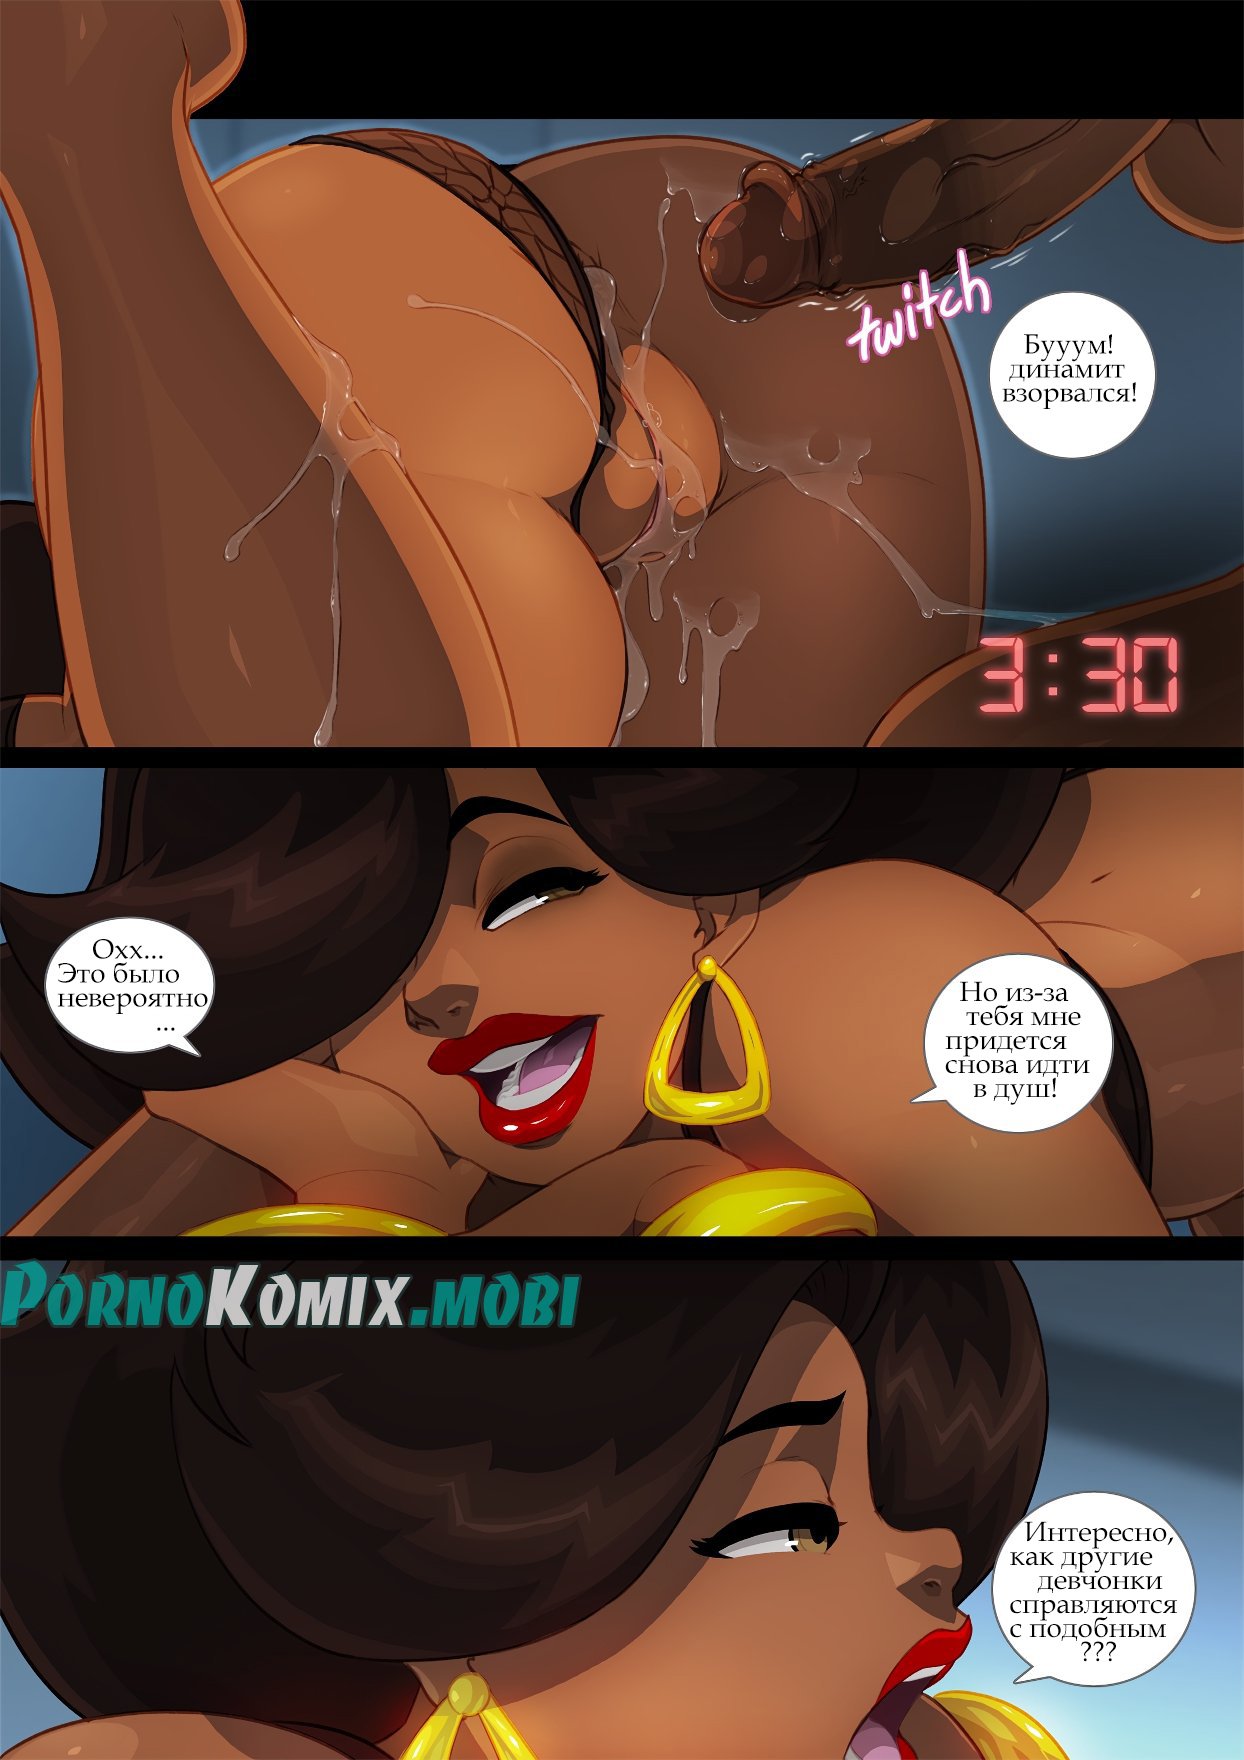 twitch
Бууум!
динамит
взорвался!
3:30
Охх...
Это было
невероятно
...
Но из-за
тебя мне
придется
снова идти
в душ!
PornoKomix.mobi
Интересно,
как другие
девчонки
справляются
с подобным
???